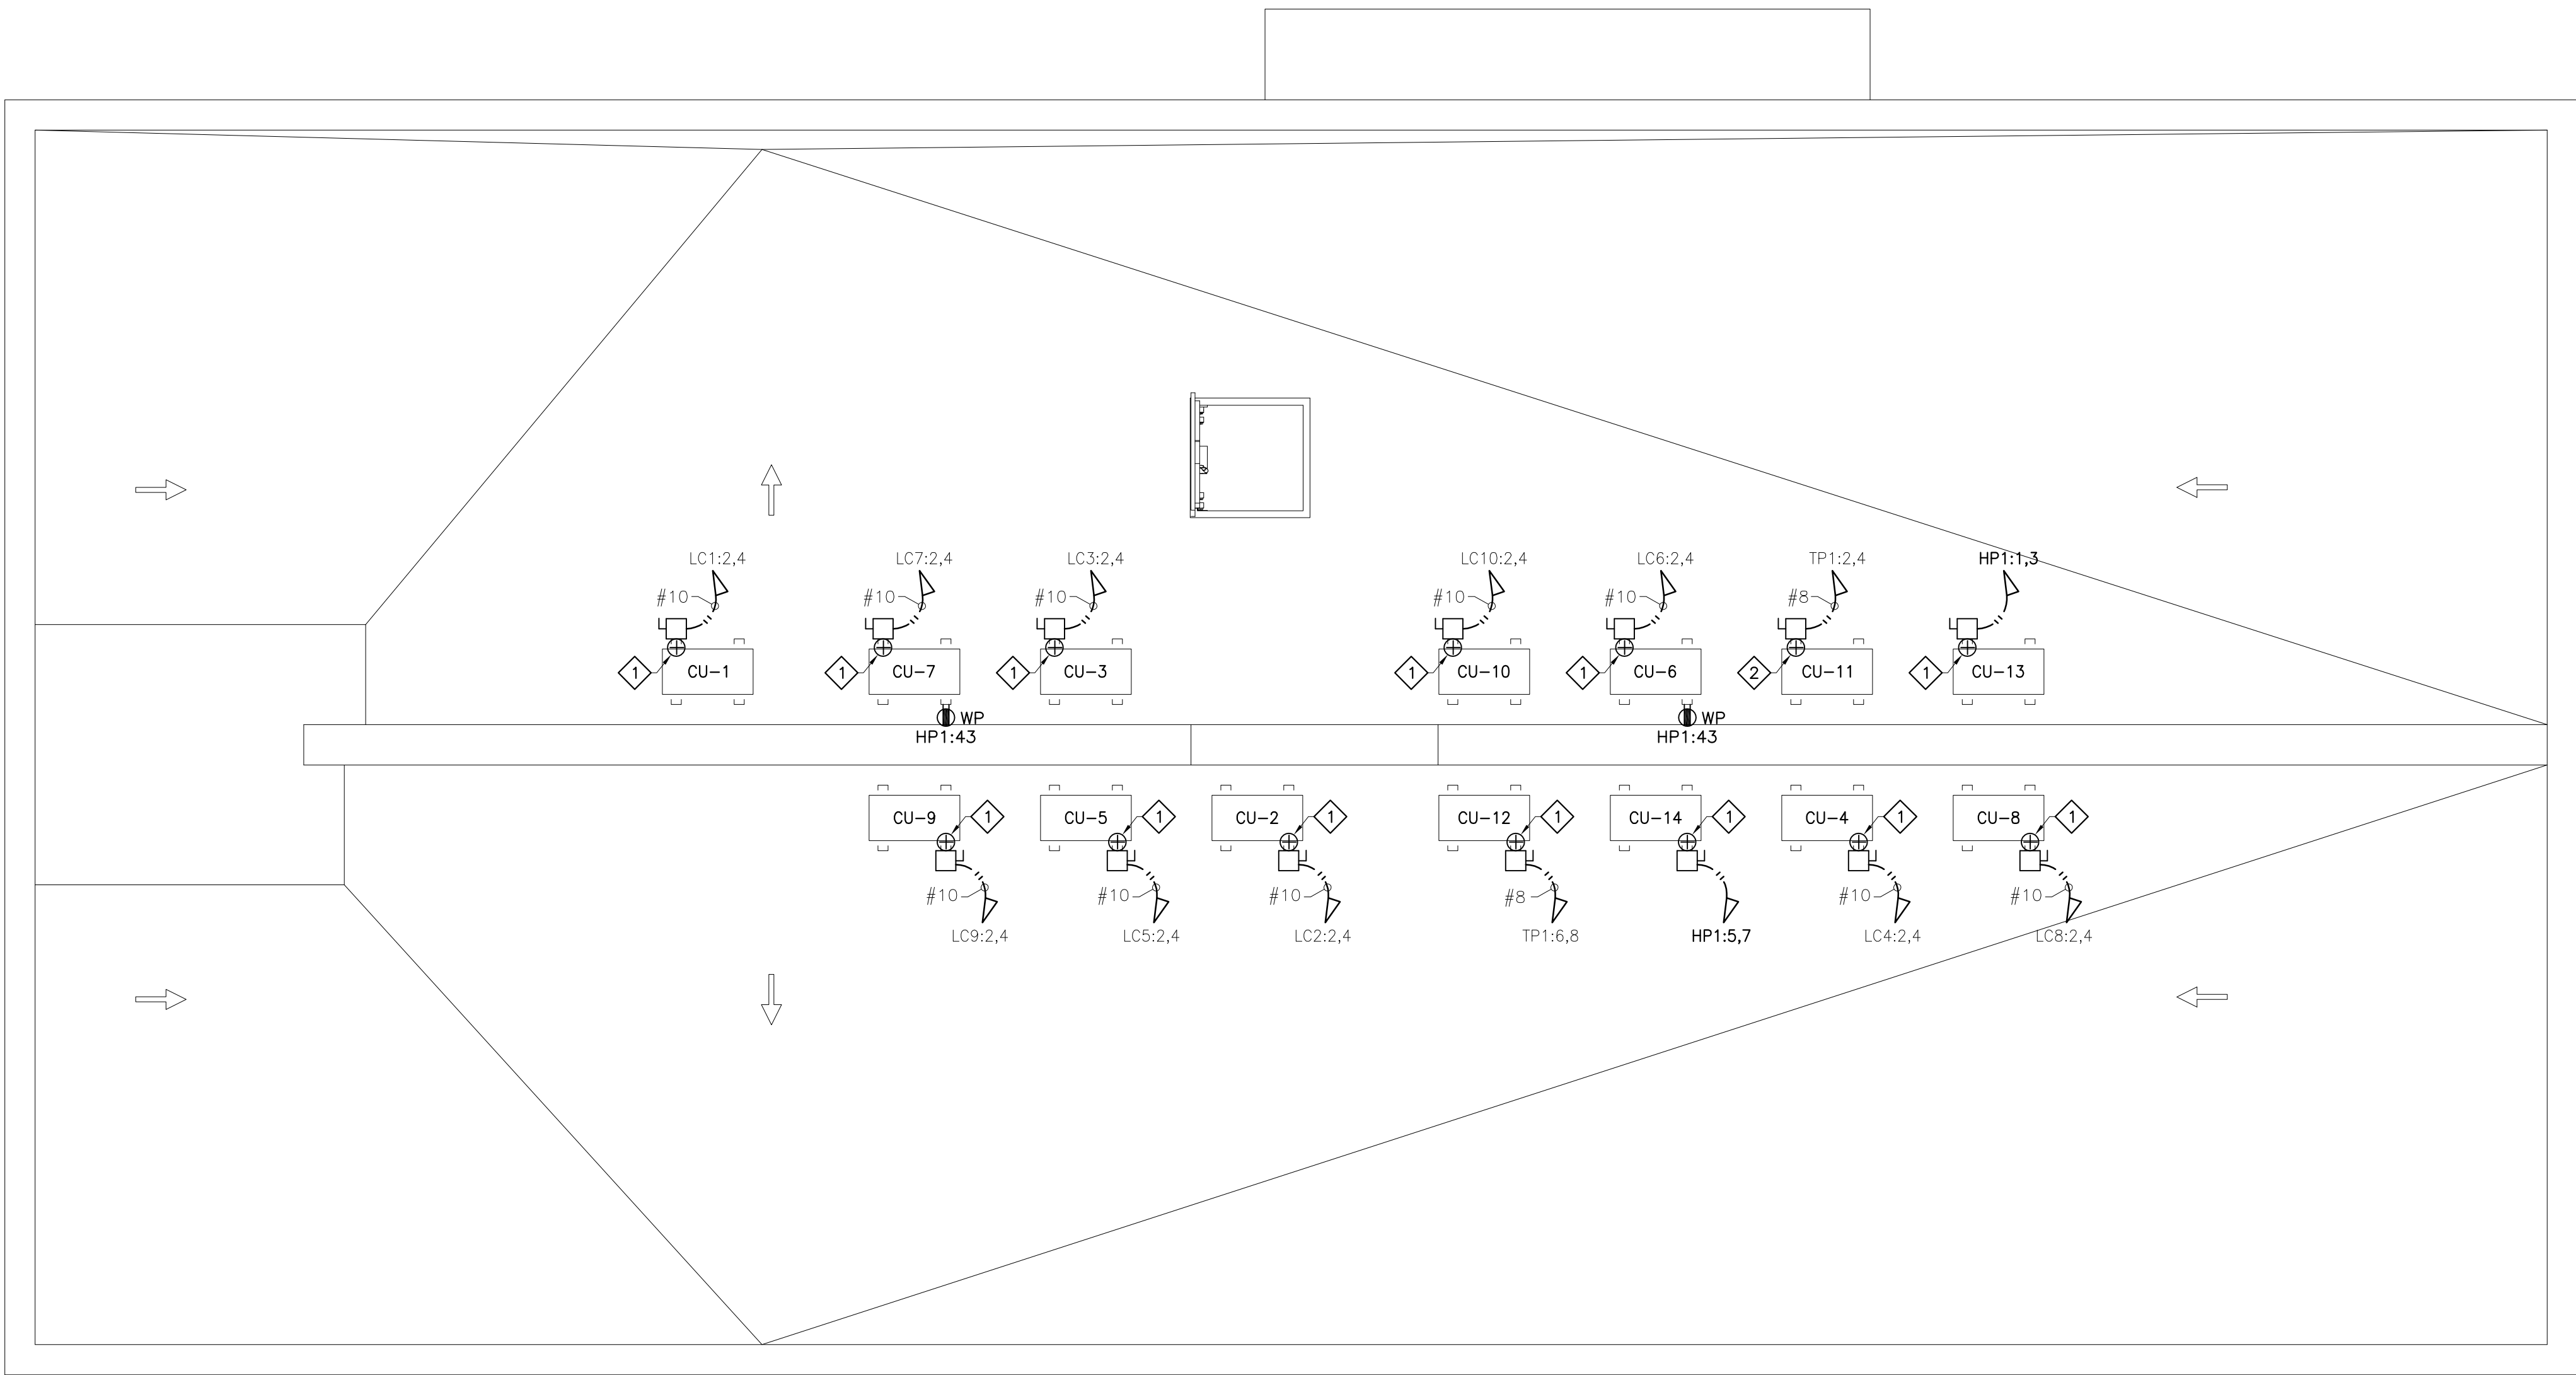 LC1:2,4 LC7:2,4 LC3:2,4 LC10:2,4 LC6:2,4 TP1:2,4 HP1:1,3
#10 #10 #10 #10 #10 #8
1 CU-1 1 CU-7 1 CU-3 1 CU-10 1 CU-6 2 CU-11 1 CU-13
WP WP
HP1:43 HP1:43
CU-9 1 CU-5 1 CU-2 1 CU-12 1 CU-14 1 CU-4 1 CU-8 1
#10 #10 #10 #8 #10 #10
LC9:2,4 LC5:2,4 LC2:2,4 TP1:6,8 HP1:5,7 LC4:2,4 LC8:2,4